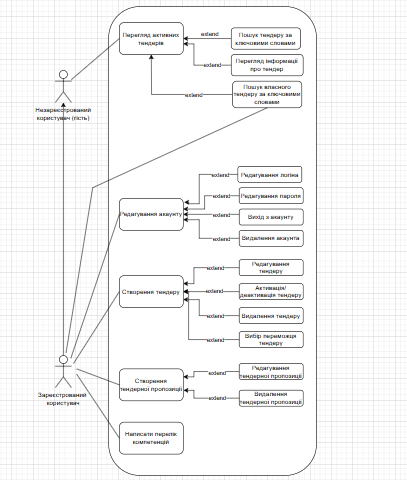 Перегляд активних
тендерів
extend
Пошук тендеру за
ключовими словами
extend
Перегляд інформації
про тендер
extend
Пошук власного
тендеру за ключовими
словами
Незареєстрований
користувач (гість)
Редагування акаунту
extend
Редагування логіна
extend
Редагування пароля
extend
Вихід з акаунту
extend
Видалення акаунта
Створення тендеру
extend
Редагування
тендеру
extend
Активація/
деактивація тендеру
extend
Видалення тендеру
extend
Вибір переможця
тендеру
Зареєстрований
користувач
Створення
тендерної пропозиції
extend
Редагування
тендерної пропозиції
extend
Видалення
тендерної пропозиції
Написати перелік
компетенцій